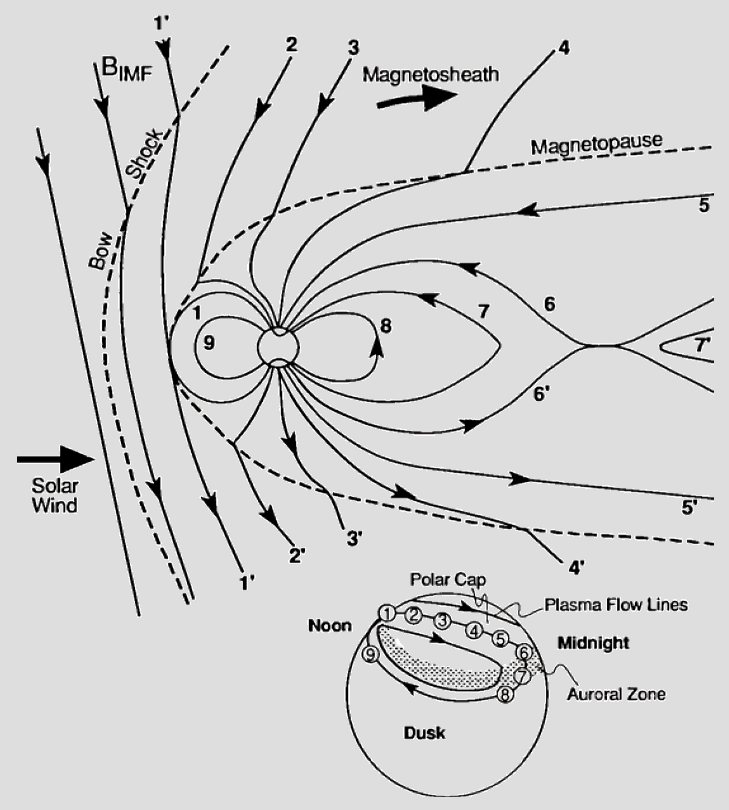 1'
2
3
4
B IMF
Magnetosheath
Shock
Magnetopause
Bow
5
1
6
7
8
9
7'
6'
Solar
Wind
5'
3'
2'
1'
4'
Polar Cap
Plasma Flow Lines
Noon
1
2
3
4
5
6
Midnight
9
7
8
Auroral Zone
Dusk